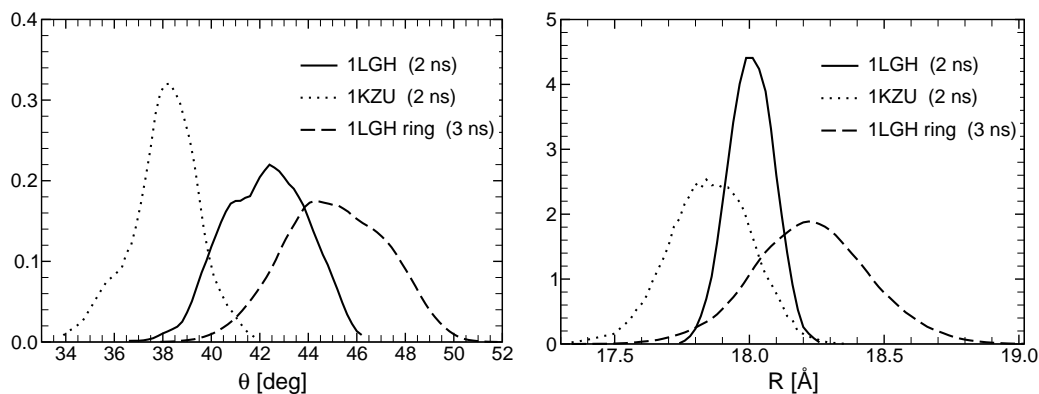 0.4
0.3
0.2
0.1
0.0
34 36 38 40 42 44 46 48 50 52
θ [deg]
1LGH (2 ns)
1KZU (2 ns)
1LGH ring (3 ns)
5
4
3
2
1
0
17.5 18.0 18.5 19.0
R [Å]
1LGH (2 ns)
1KZU (2 ns)
1LGH ring (3 ns)